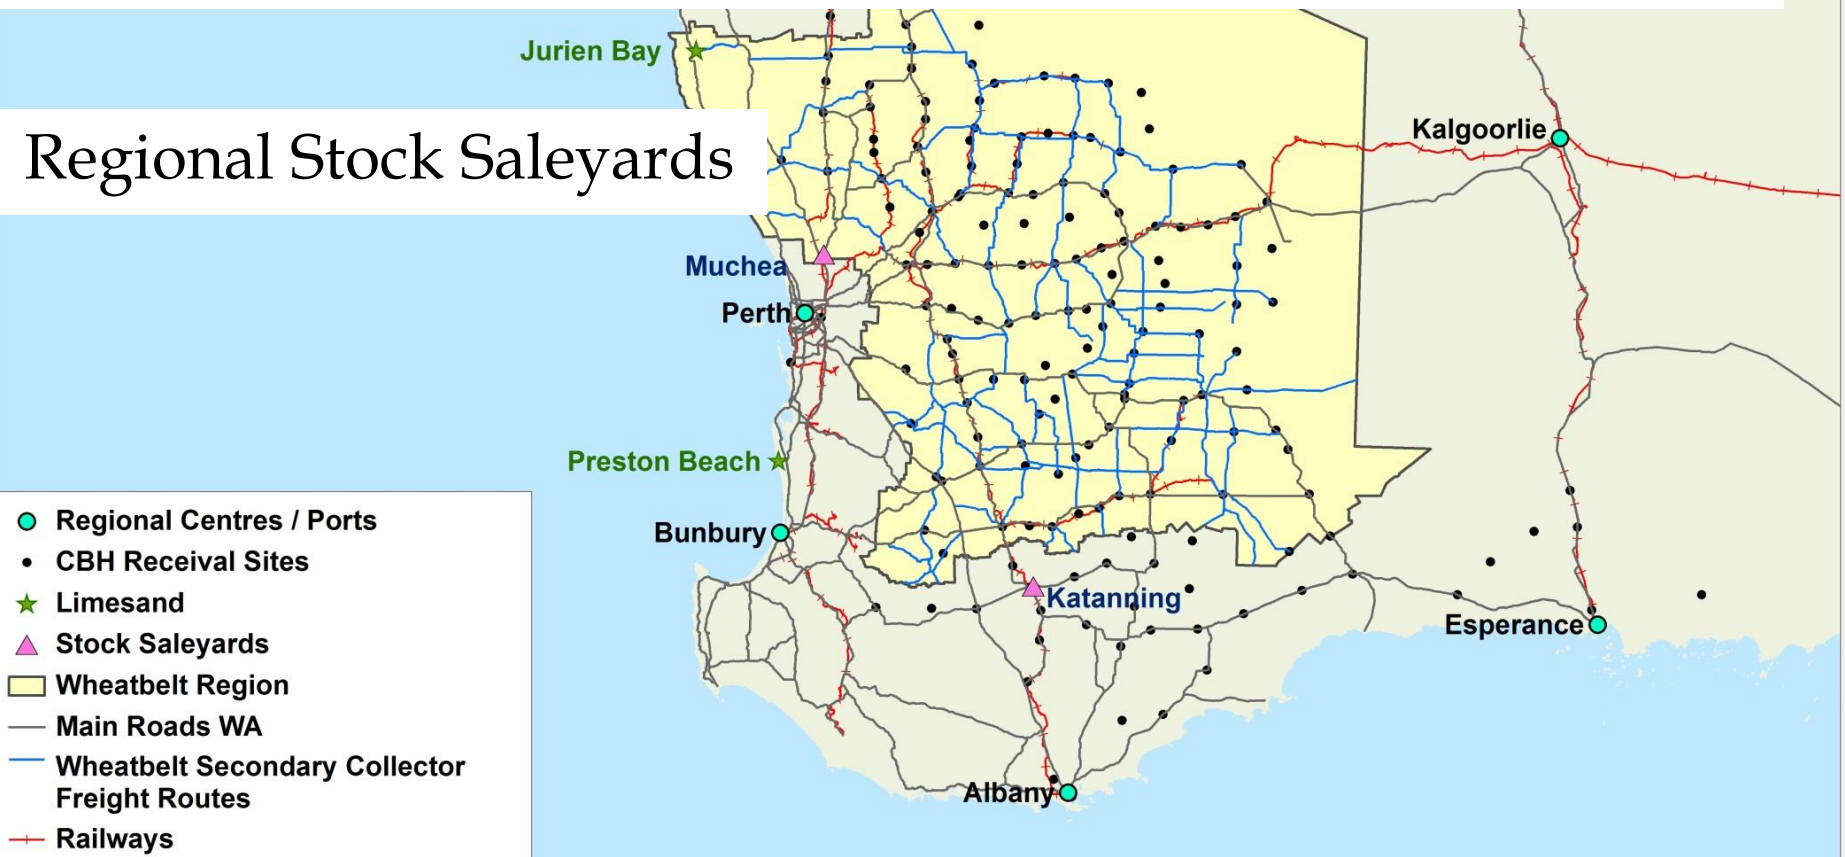 Jurien Bay
Regional Stock Saleyards
Kalgoorlie
Muchea
Perth
Preston Beach
Bunbury
Katanning
Esperance
Albany
Regional Centres / Ports
CBH Receival Sites
Limesand
Stock Saleyards
Wheatbelt Region
Main Roads WA
Wheatbelt Secondary Collector
Freight Routes
Railways